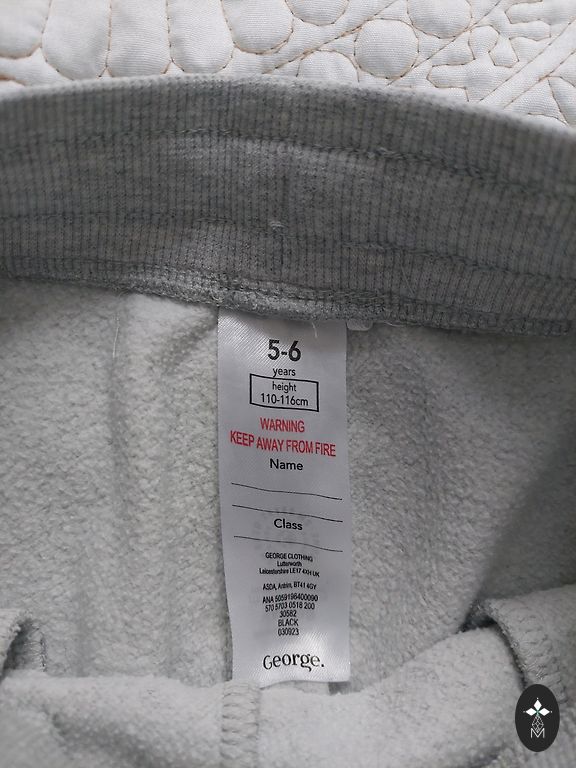 5-6
years
height
110-116cm
WARNING
KEEP AWAY FROM FIRE
Name
Class
GEORGE CLOTHING
Lutterworth
Leicestershire LE17 4XH UK
ASDA, Antrim, BT41 4GY
ANA 5059196400090
570 5703 0518 200
30582
BLACK
030923
George.
M